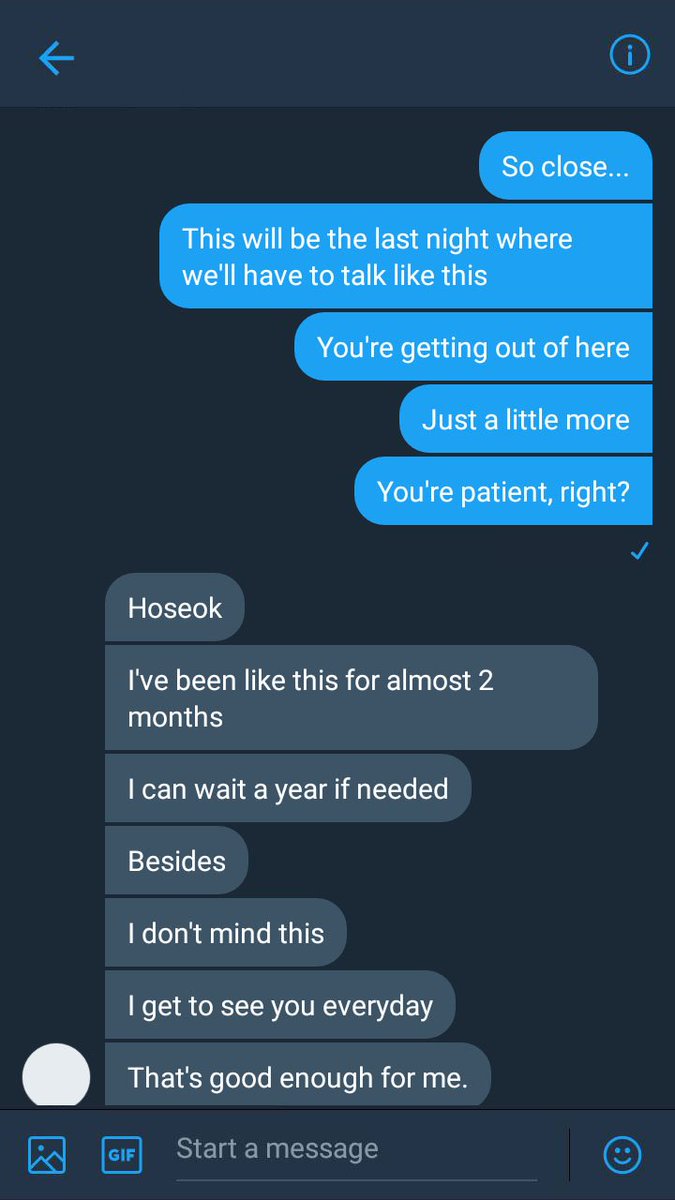 So close...
This will be the last night where
we'll have to talk like this
You're getting out of here
Just a little more
You're patient, right?
Hoseok
I've been like this for almost 2
months
I can wait a year if needed
Besides
I don't mind this
I get to see you everyday
That's good enough for me.
GIF
Start a message